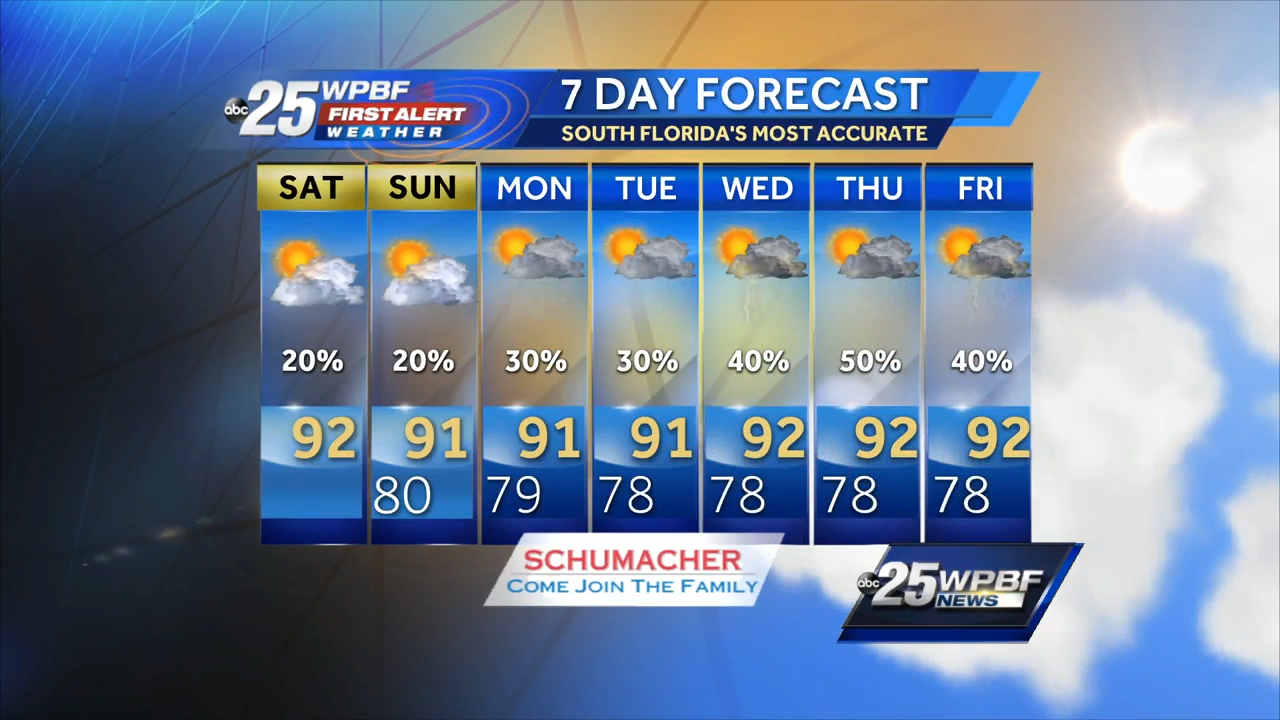 abc 25 WPBF
FIRST ALERT
WEATHER
7 DAY FORECAST
SOUTH FLORIDA'S MOST ACCURATE
SAT SUN MON TUE WED THU FRI
20% 20% 30% 30% 40% 50% 40%
92 91 91 91 92 92 92
80 79 78 78 78 78
SCHUMACHER
COME JOIN THE FAMILY
abc 25 WPBF
NEWS